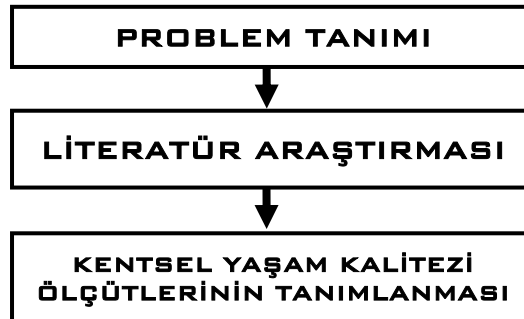 PROBLEM TANIMI
LİTERATÜR ARAŞTIRMASI
KENTSEL YAŞAM KALİTEZİ
ÖLÇÜTLERİNİN TANIMLANMASI